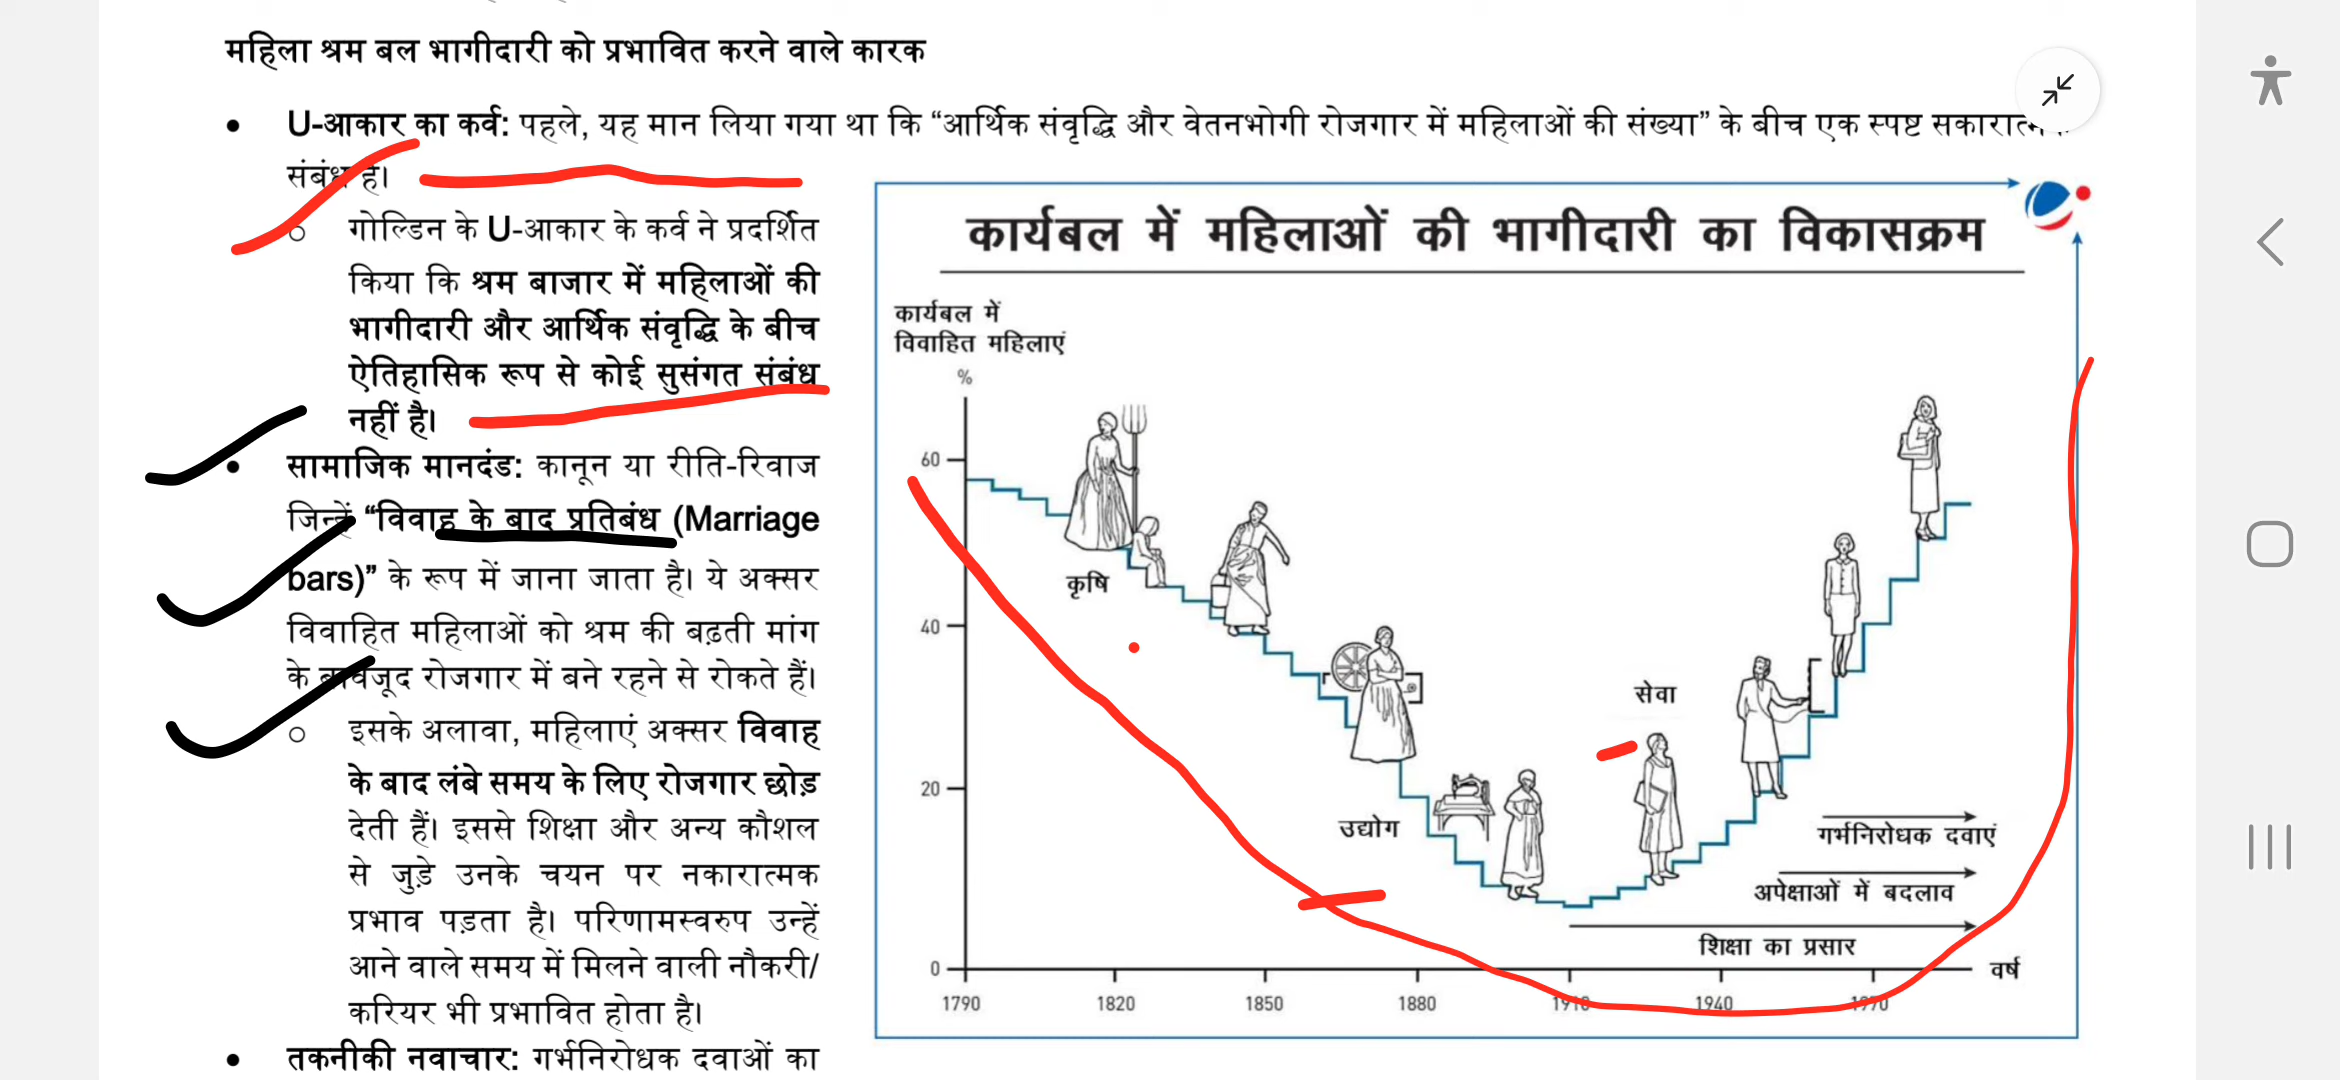 महिला श्रम बल भागीदारी को प्रभावित करने वाले कारक
• U-आकार का कर्व: पहले, यह मान लिया गया था कि “आर्थिक संवृद्धि और वेतनभोगी रोजगार में महिलाओं की संख्या” के बीच एक स्पष्ट
संबंध है।
○ गोल्डिन के U-आकार के कर्व ने प्रदर्शित
किया कि श्रम बाजार में महिलाओं की
भागीदारी और आर्थिक संवृद्धि के बीच
ऐतिहासिक रूप से कोई सुसंगत संबंध
नहीं है।
• सामाजिक मानदंड: कानून या रीति-रिवाज
जिन्हें “विवाह के बाद प्रतिबंध (Marriage
bars)” के रूप में जाना जाता है। ये अक्सर
विवाहित महिलाओं को श्रम की बढ़ती मांग
के बावजूद रोजगार में बने रहने से रोकते हैं।
○ इसके अलावा, महिलाएं अक्सर विवाह
के बाद लंबे समय के लिए रोजगार छोड़
देती हैं। इससे शिक्षा और अन्य कौशल
से जुड़े उनके चयन पर नकारात्मक
प्रभाव पड़ता है। परिणामस्वरुप उन्हें
आने वाले समय में मिलने वाली नौकरी/
करियर भी प्रभावित होता है।
• तकनीकी नवाचार: गर्भनिरोधक दवाओं का
कार्यबल में महिलाओं की भागीदारी का विकासक्रम
कार्यबल में
विवाहित महिलाएं
%
60
40
20
0
कृषि
उद्योग
सेवा
गर्भनिरोधक दवाएं
अपेक्षाओं में बदलाव
शिक्षा का प्रसार
वर्ष
1790 1820 1850 1880 1910 1940 1970